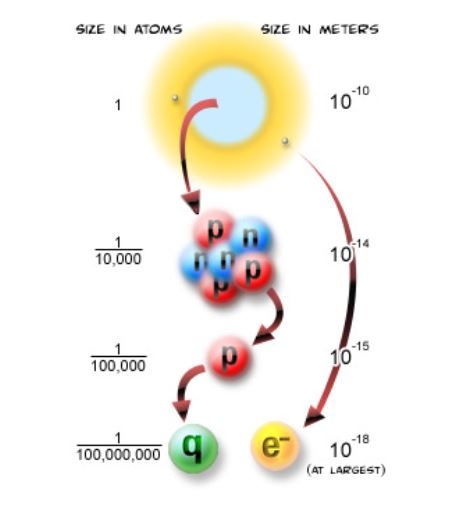 SIZE IN ATOMS
SIZE IN METERS
1
10⁻¹⁰
p
n
n n p
p
1
10,000
10⁻¹⁴
1
100,000
p
10⁻¹⁵
1
100,000,000
q
e⁻
10⁻¹⁸
(AT LARGEST)